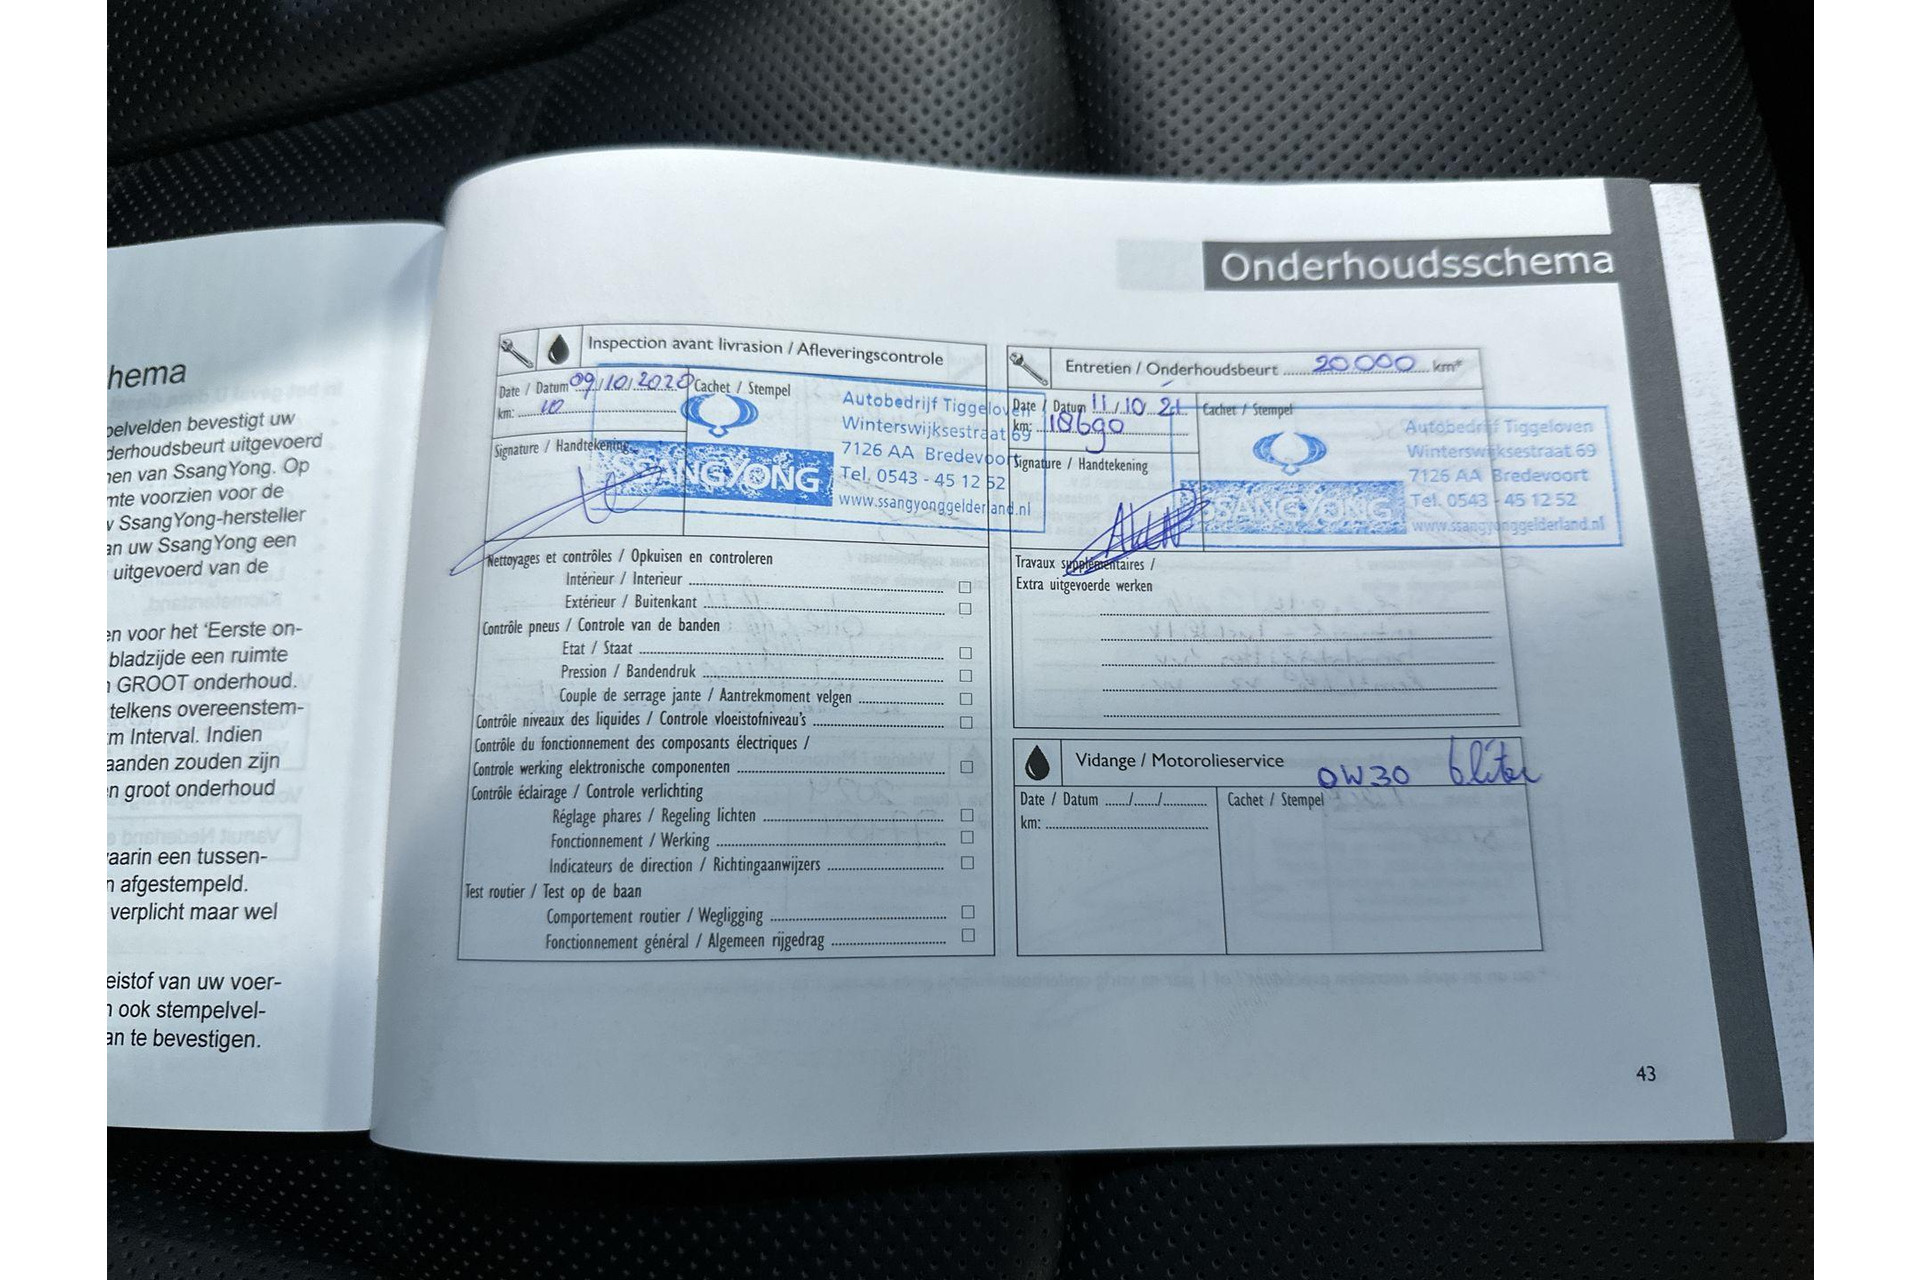 hema
pelvelden bevestigt uw
derhoudsbeurt uitgevoerd
nen van SsangYong. Op
mte voorzien voor de
SsangYong-hersteller
an uw SsangYong een
uitgevoerd van de
en voor het ‘Eerste on-
bladzijde een ruimte
GROOT onderhoud.
telkens overeenstem-
m Interval. Indien
aanden zouden zijn
n groot onderhoud
aarin een tussen-
n afgestempeld.
verplicht maar wel
eistof van uw voer-
ook stempelvel-
an te bevestigen.
Onderhoudsschema
Inspection avant livrasion / Afleveringscontrole
Date / Datum 09/10/2020 Cachet / Stempel
km: 10
Signature / Handtekening
SSANGYONG
Autobedrijf Tiggeloven
Winterswijksestraat 69
7126 AA Bredevoort
Tel. 0543 - 45 12 52
www.ssangyonggelderland.nl
Nettoyages et contrôles / Opkuisen en controleren
Intérieur / Interieur
Extérieur / Buitenkant
Contrôle pneus / Controle van de banden
Etat / Staat
Pression / Bandendruk
Couple de serrage jante / Aantrekmoment velgen
Contrôle niveaux des liquides / Controle vloeistofniveau's
Contrôle du fonctionnement des composants électriques /
Controle werking elektronische componenten
Contrôle éclairage / Controle verlichting
Réglage phares / Regeling lichten
Fonctionnement / Werking
Indicateurs de direction / Richtingaanwijzers
Test routier / Test op de baan
Comportement routier / Wegligging
Fonctionnement général / Algemeen rijgedrag
Entretien / Onderhoudsbeurt 20.000 km*
Date / Datum 11/10/21 Cachet / Stempel
km: 18690
Signature / Handtekening
SSANGYONG
Autobedrijf Tiggeloven
Winterswijksestraat 69
7126 AA Bredevoort
Tel. 0543 - 45 12 52
www.ssangyonggelderland.nl
Travaux supplémentaires /
Extra uitgevoerde werken
Vidange / Motorolieservice 0W30 6 liter
Date / Datum ....../....../............ Cachet / Stempel
km:
43